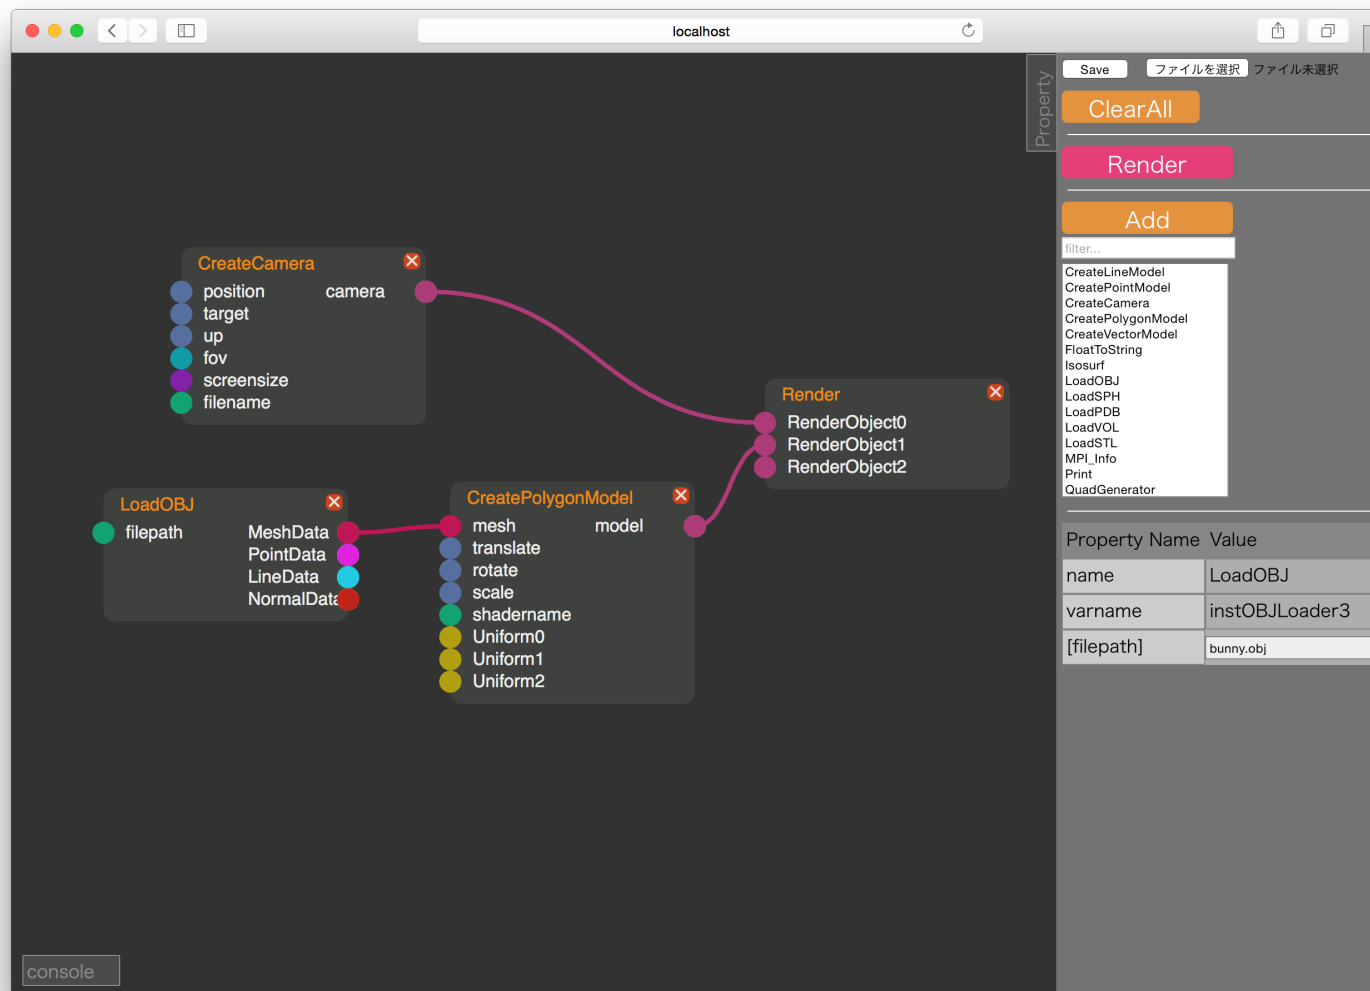 localhost
Property
Save ファイルを選択 ファイル未選択
ClearAll
Render
Add
filter...
CreateLineModel
CreatePointModel
CreateCamera
CreatePolygonModel
CreateVectorModel
FloatToString
Isosurf
LoadOBJ
LoadSPH
LoadPDB
LoadVOL
LoadSTL
MPI_Info
Print
QuadGenerator
Property Name Value
name LoadOBJ
varname instOBJLoader3
[filepath] bunny.obj
CreateCamera
position camera
target
up
fov
screensize
filename
Render
RenderObject0
RenderObject1
RenderObject2
LoadOBJ
filepath MeshData
PointData
LineData
NormalData
CreatePolygonModel
mesh model
translate
rotate
scale
shadername
Uniform0
Uniform1
Uniform2
console